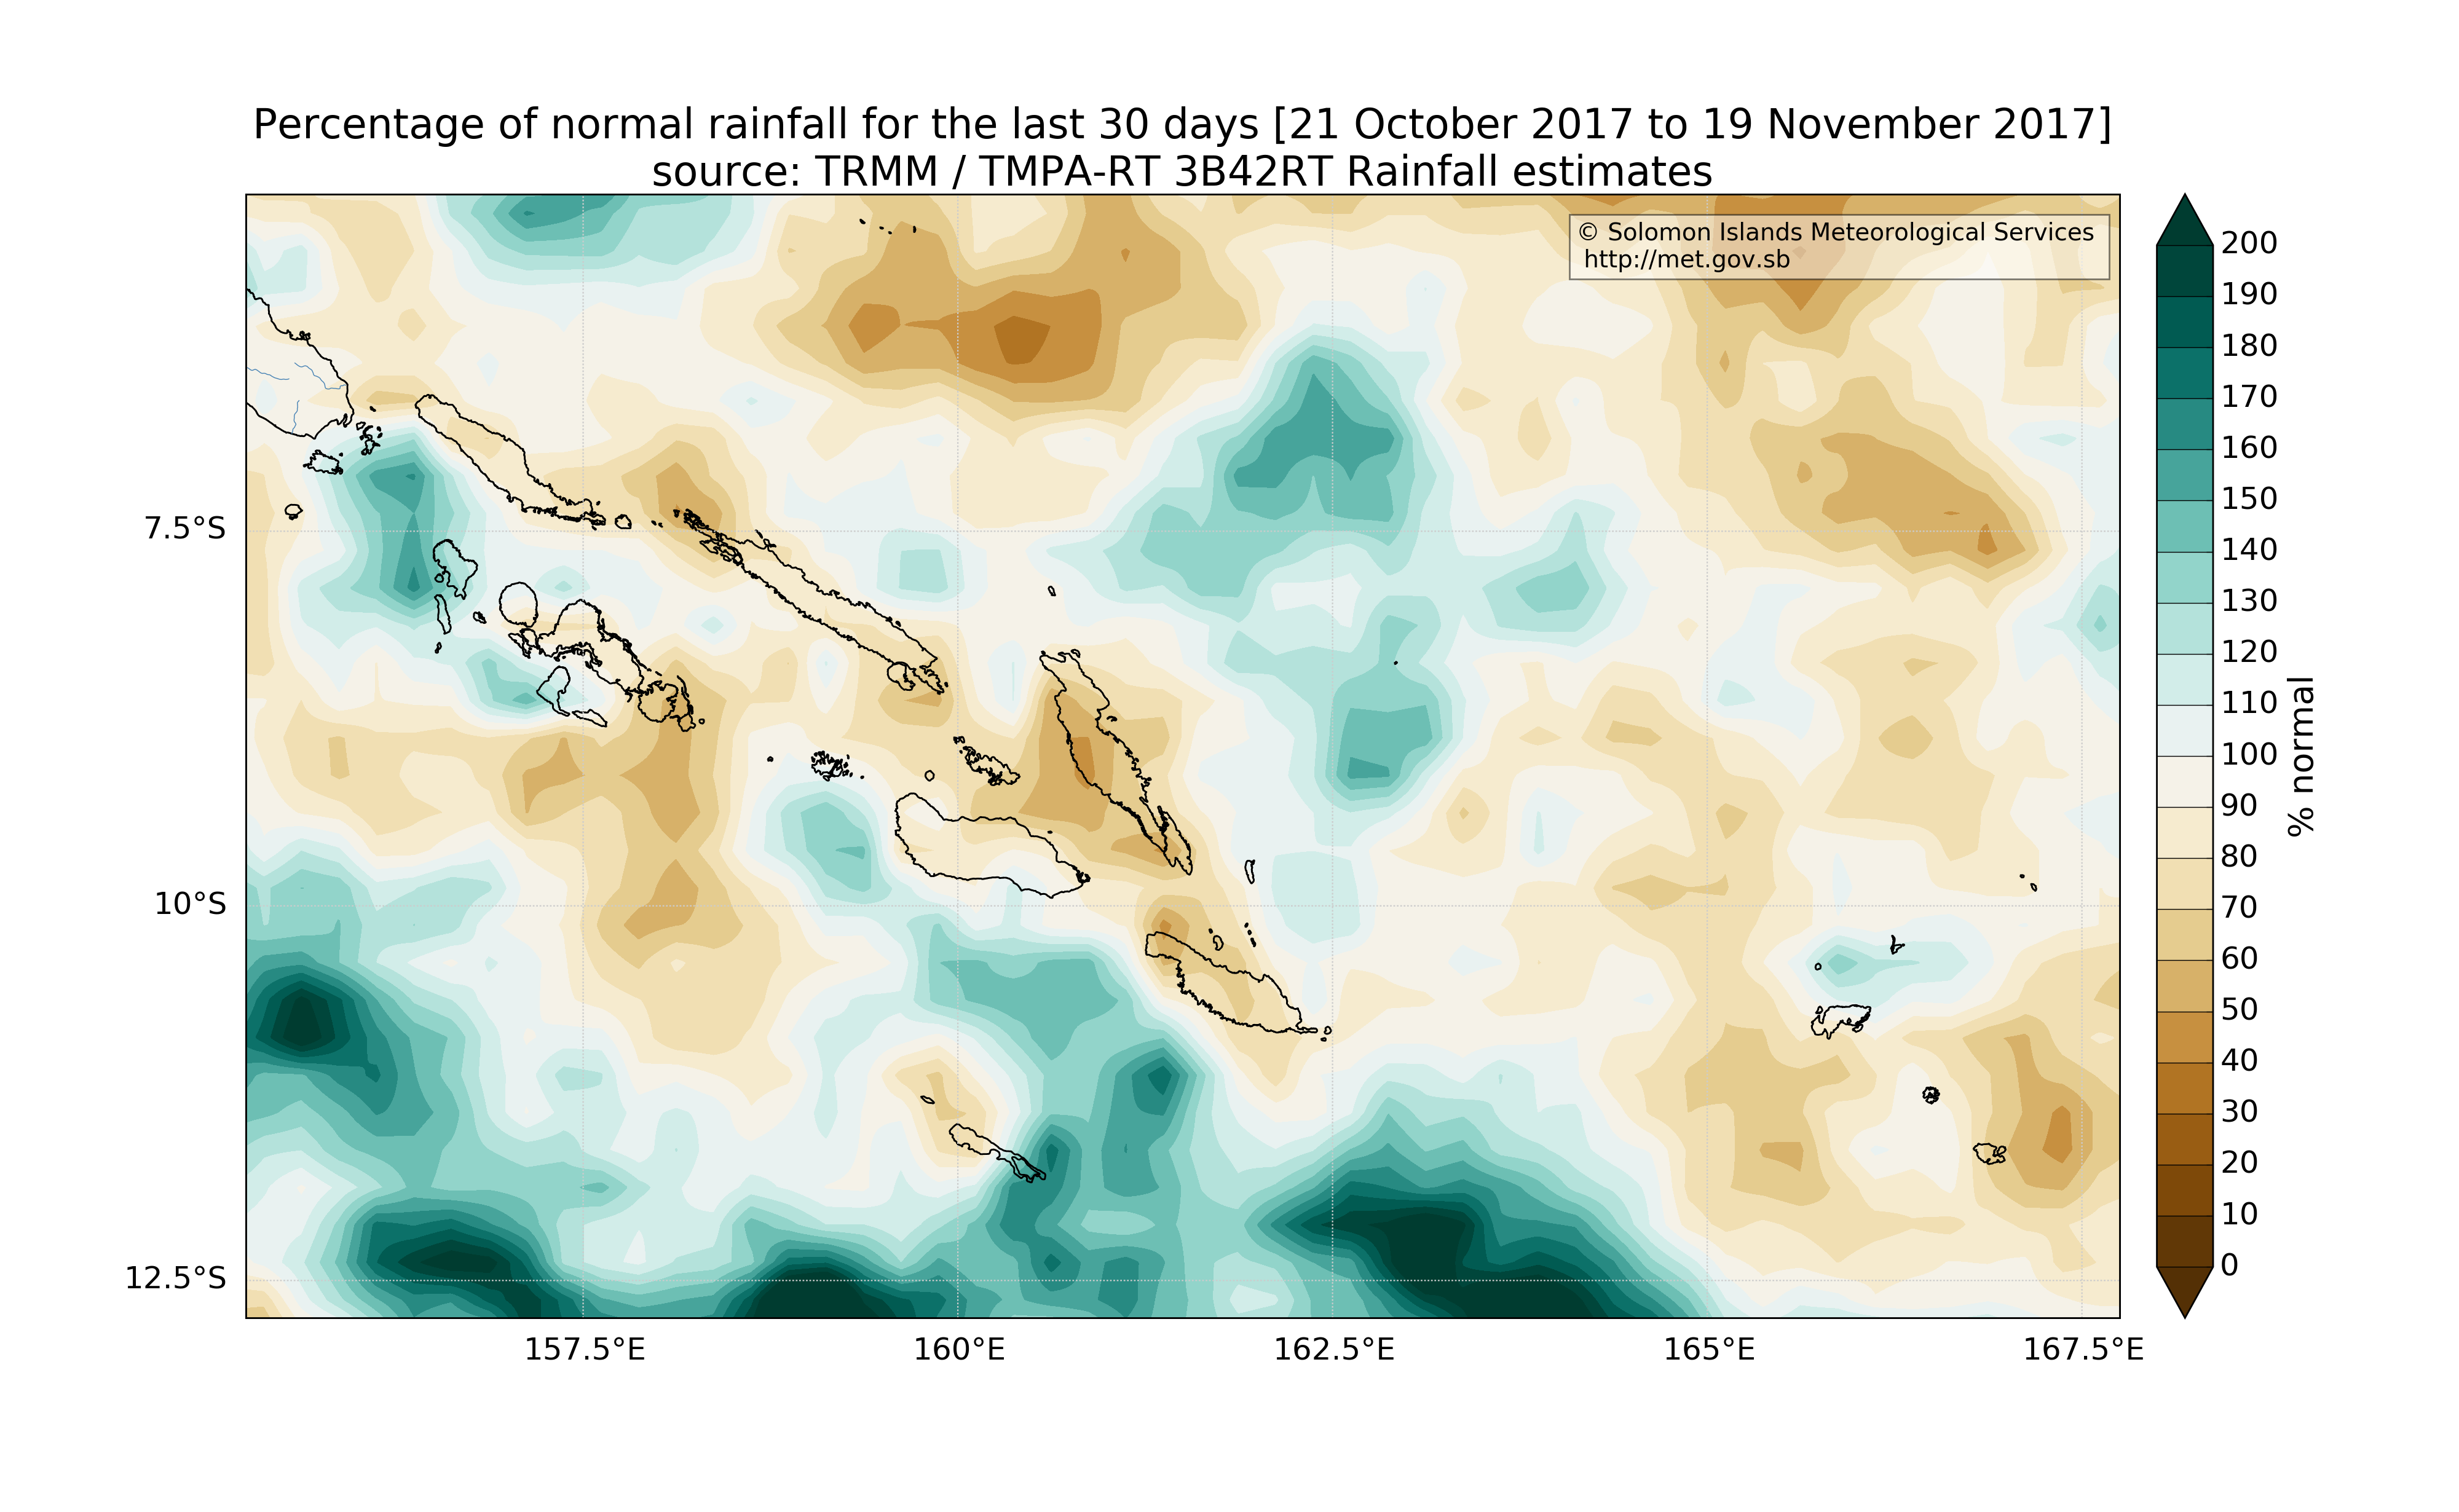 Percentage of normal rainfall for the last 30 days [21 October 2017 to 19 November 2017]
source: TRMM / TMPA-RT 3B42RT Rainfall estimates
© Solomon Islands Meteorological Services
http://met.gov.sb
7.5°S
10°S
12.5°S
157.5°E
160°E
162.5°E
165°E
167.5°E
200
190
180
170
160
150
140
130
120
110
100
90
80
70
60
50
40
30
20
10
0
% normal